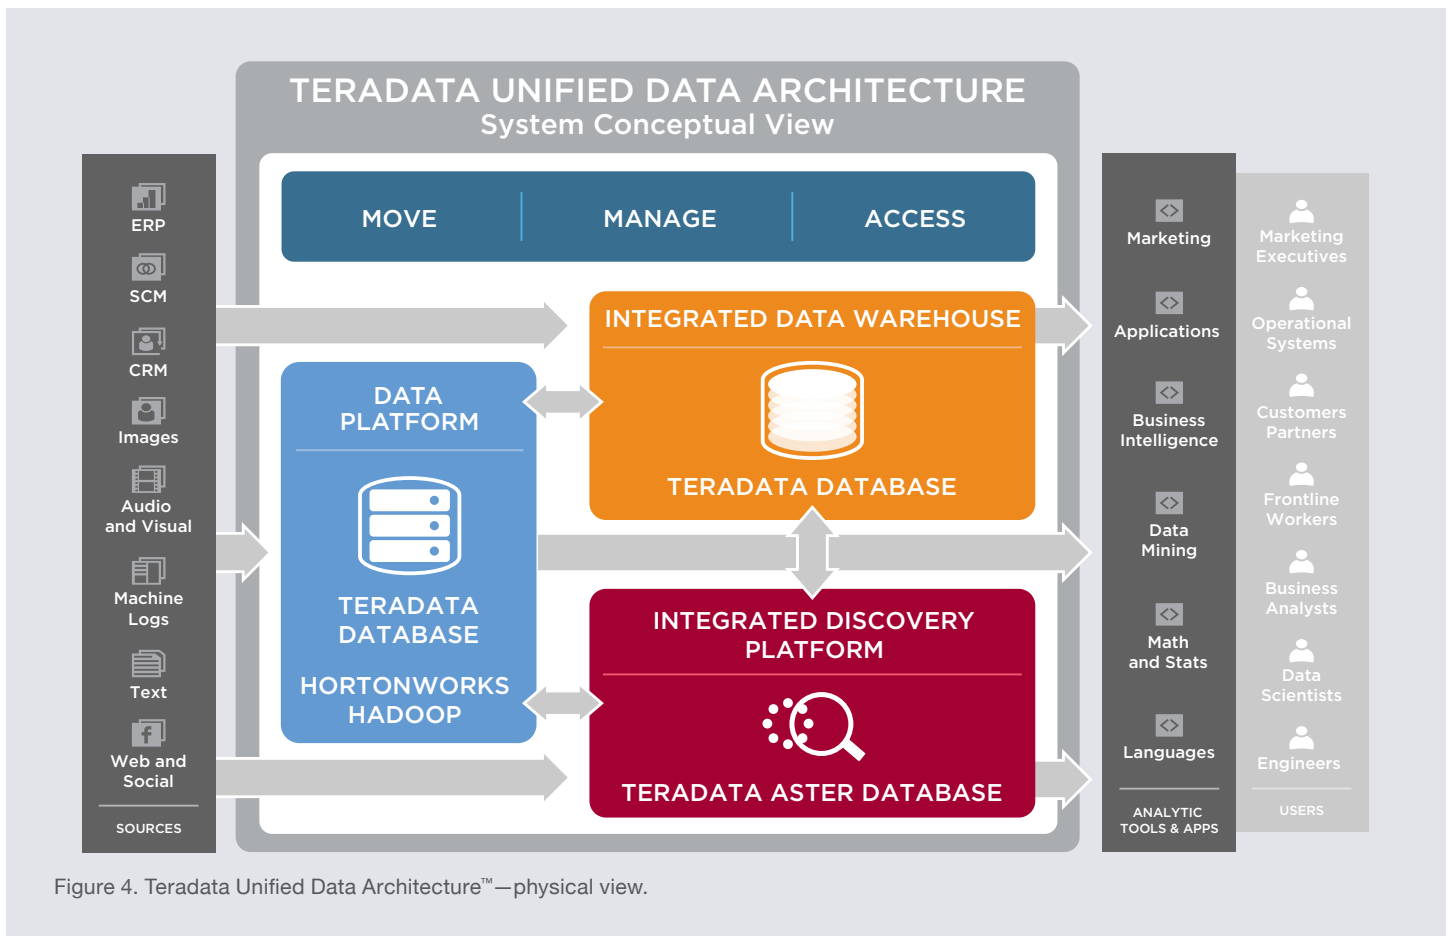 TERADATA UNIFIED DATA ARCHITECTURE
System Conceptual View
MOVE
MANAGE
ACCESS
ERP
SCM
CRM
Images
Audio
and Visual
Machine
Logs
Text
Web and
Social
SOURCES
DATA
PLATFORM
TERADATA
DATABASE
HORTONWORKS
HADOOP
INTEGRATED DATA WAREHOUSE
TERADATA DATABASE
INTEGRATED DISCOVERY
PLATFORM
TERADATA ASTER DATABASE
Marketing
Applications
Business
Intelligence
Data
Mining
Math
and Stats
Languages
ANALYTIC
TOOLS & APPS
Marketing
Executives
Operational
Systems
Customers
Partners
Frontline
Workers
Business
Analysts
Data
Scientists
Engineers
USERS
Figure 4. Teradata Unified Data Architecture™—physical view.